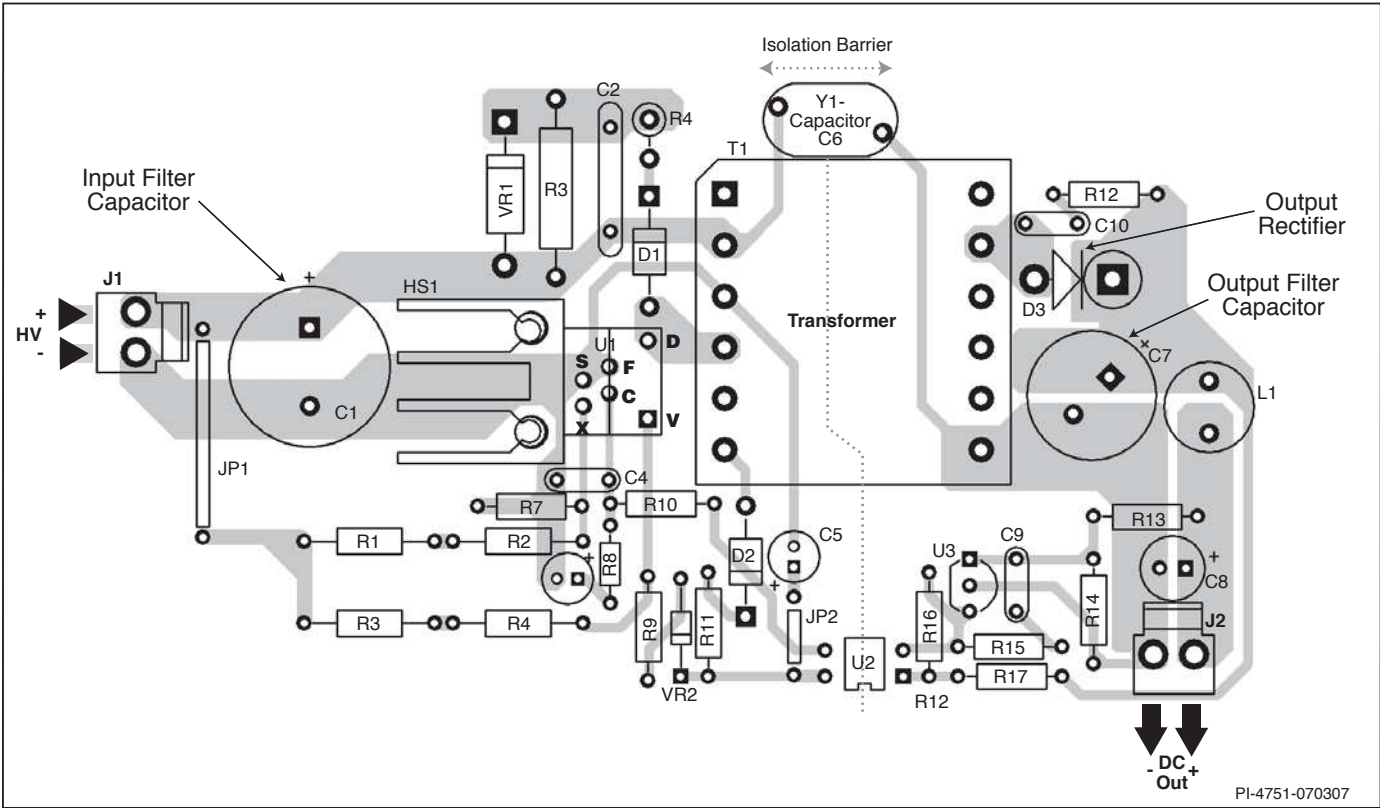 Isolation Barrier
Y1-
Capacitor
C6
C2
R4
T1
Input Filter
Capacitor
VR1
R3
R12
C10
Output
Rectifier
D1
J1
+
HS1
D3
Output Filter
Capacitor
+
HV
-
Transformer
U1
D
S
F
C
X
V
+
C7
L1
C1
JP1
C4
R7
R10
R13
R1
R2
+
R8
D2
C5
+
U3
C9
+
C8
R3
R4
R9
R11
JP2
R16
R14
J2
U2
R15
R17
VR2
R12
- DC +
Out
PI-4751-070307